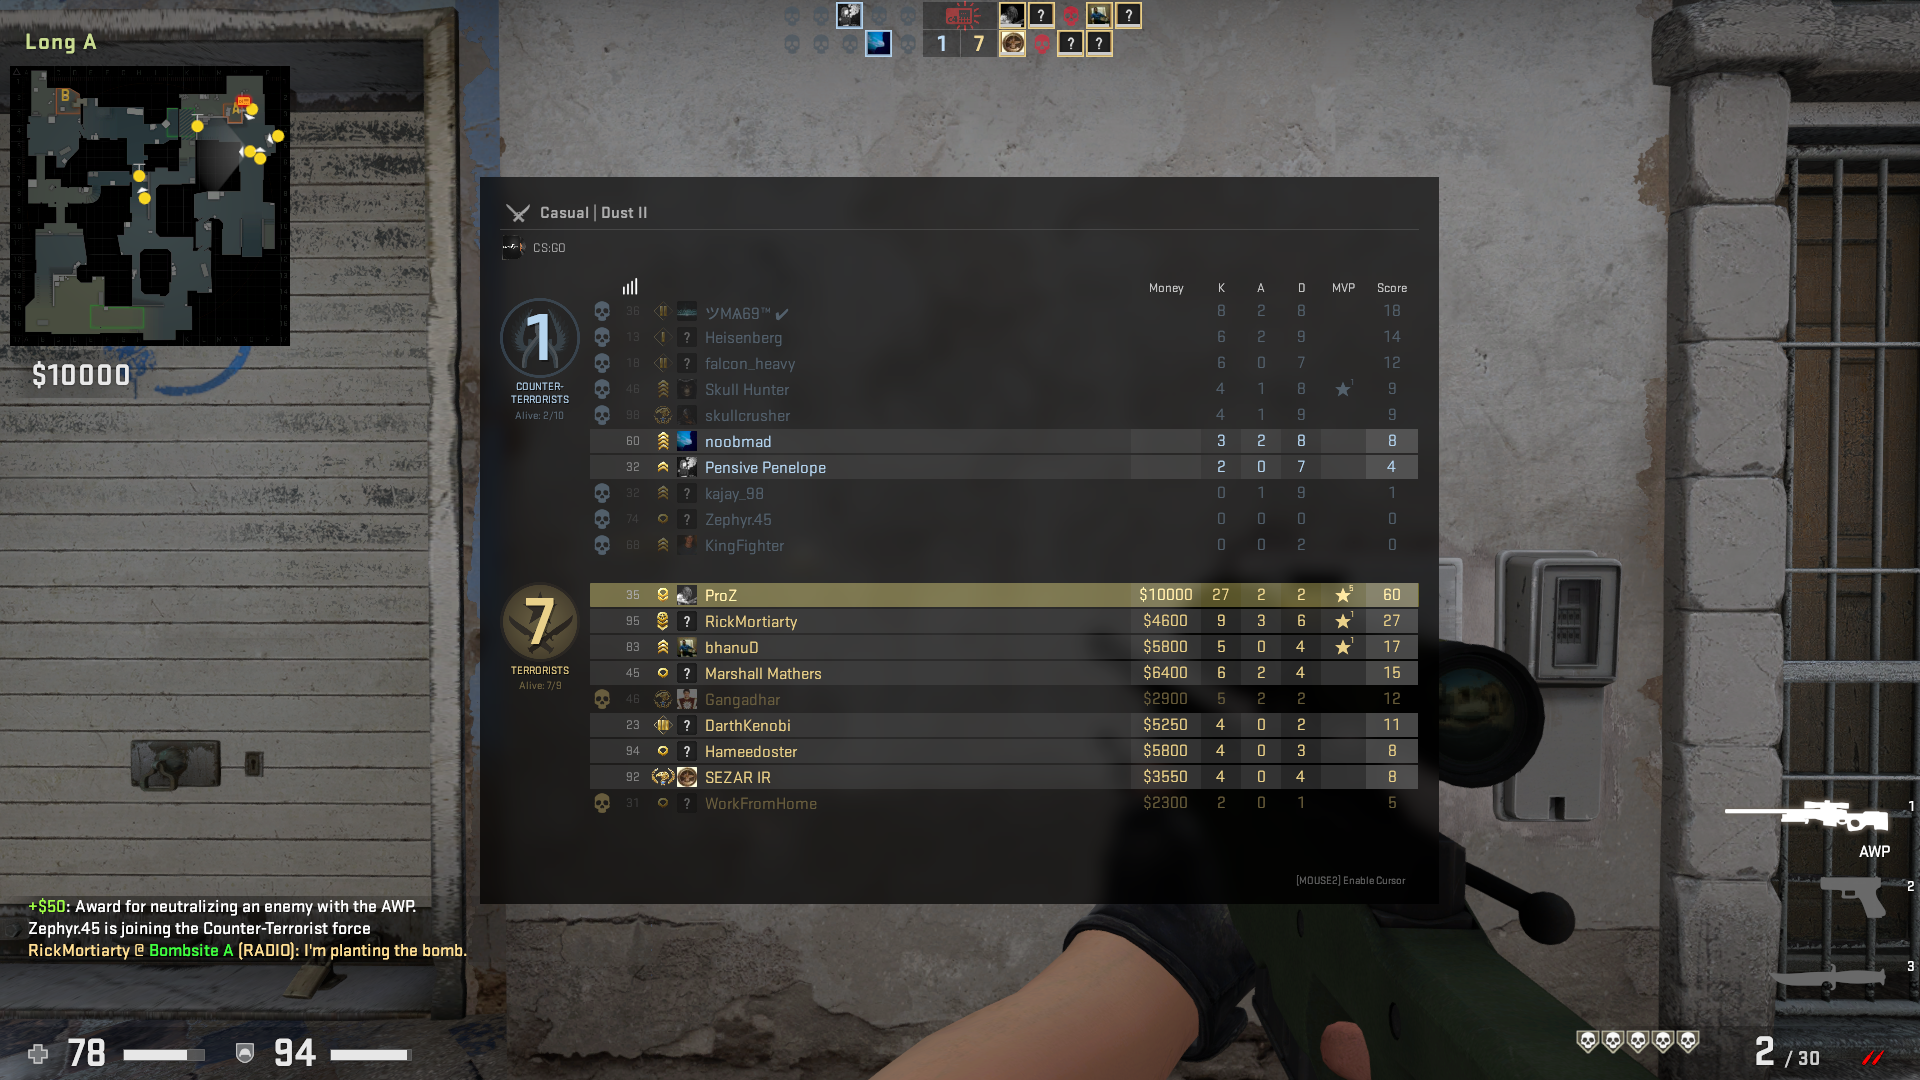 Long A
B
A
$10000
1 7
? ?
? ?
Casual | Dust II
CS:GO
Money K A D MVP Score
1
COUNTER-
TERRORISTS
Alive: 2/10
36 ツMѦ69™ ✔ 8 2 8 18
13 ? Heisenberg 6 2 9 14
18 ? falcon_heavy 6 0 7 12
46 Skull Hunter 4 1 8 1 9
98 skullcrusher 4 1 9 9
60 noobmad 3 2 8 8
32 Pensive Penelope 2 0 7 4
32 ? kajay_98 0 1 9 1
74 ? Zephyr.45 0 0 0 0
68 KingFighter 0 0 2 0
7
TERRORISTS
Alive: 7/9
35 ProZ $10000 27 2 2 5 60
95 ? RickMortiarty $4600 9 3 6 1 27
83 bhanuD $5800 5 0 4 1 17
45 ? Marshall Mathers $6400 6 2 4 15
46 Gangadhar $2900 5 2 2 12
23 ? DarthKenobi $5250 4 0 2 11
94 ? Hameedoster $5800 4 0 3 8
92 SEZAR IR $3550 4 0 4 8
31 ? WorkFromHome $2300 2 0 1 5
[MOUSE2] Enable Cursor
1
AWP
2
3
+$50: Award for neutralizing an enemy with the AWP.
Zephyr.45 is joining the Counter-Terrorist force
RickMortiarty @ Bombsite A (RADIO): I'm planting the bomb.
78 94
2 / 30